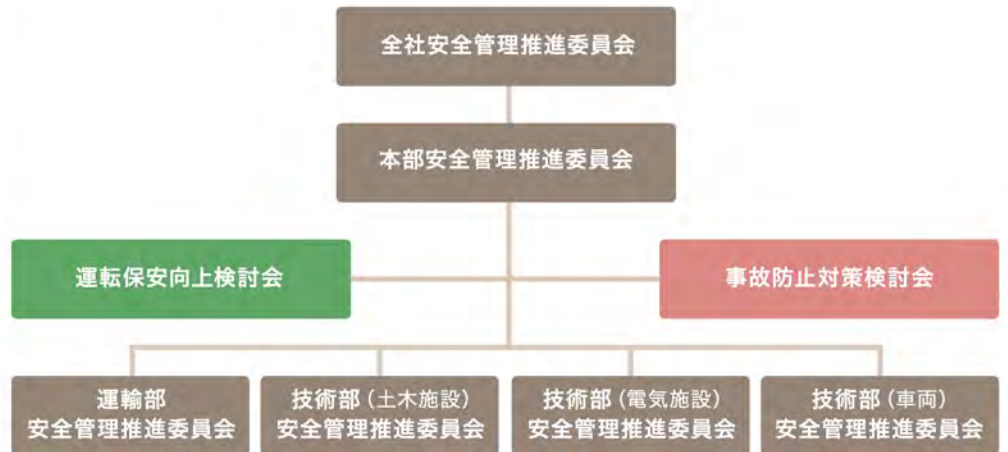 全社安全管理推進委員会
本部安全管理推進委員会
運転保安向上検討会
事故防止対策検討会
運輸部
安全管理推進委員会
技術部（土木施設）
安全管理推進委員会
技術部（電気施設）
安全管理推進委員会
技術部（車両）
安全管理推進委員会